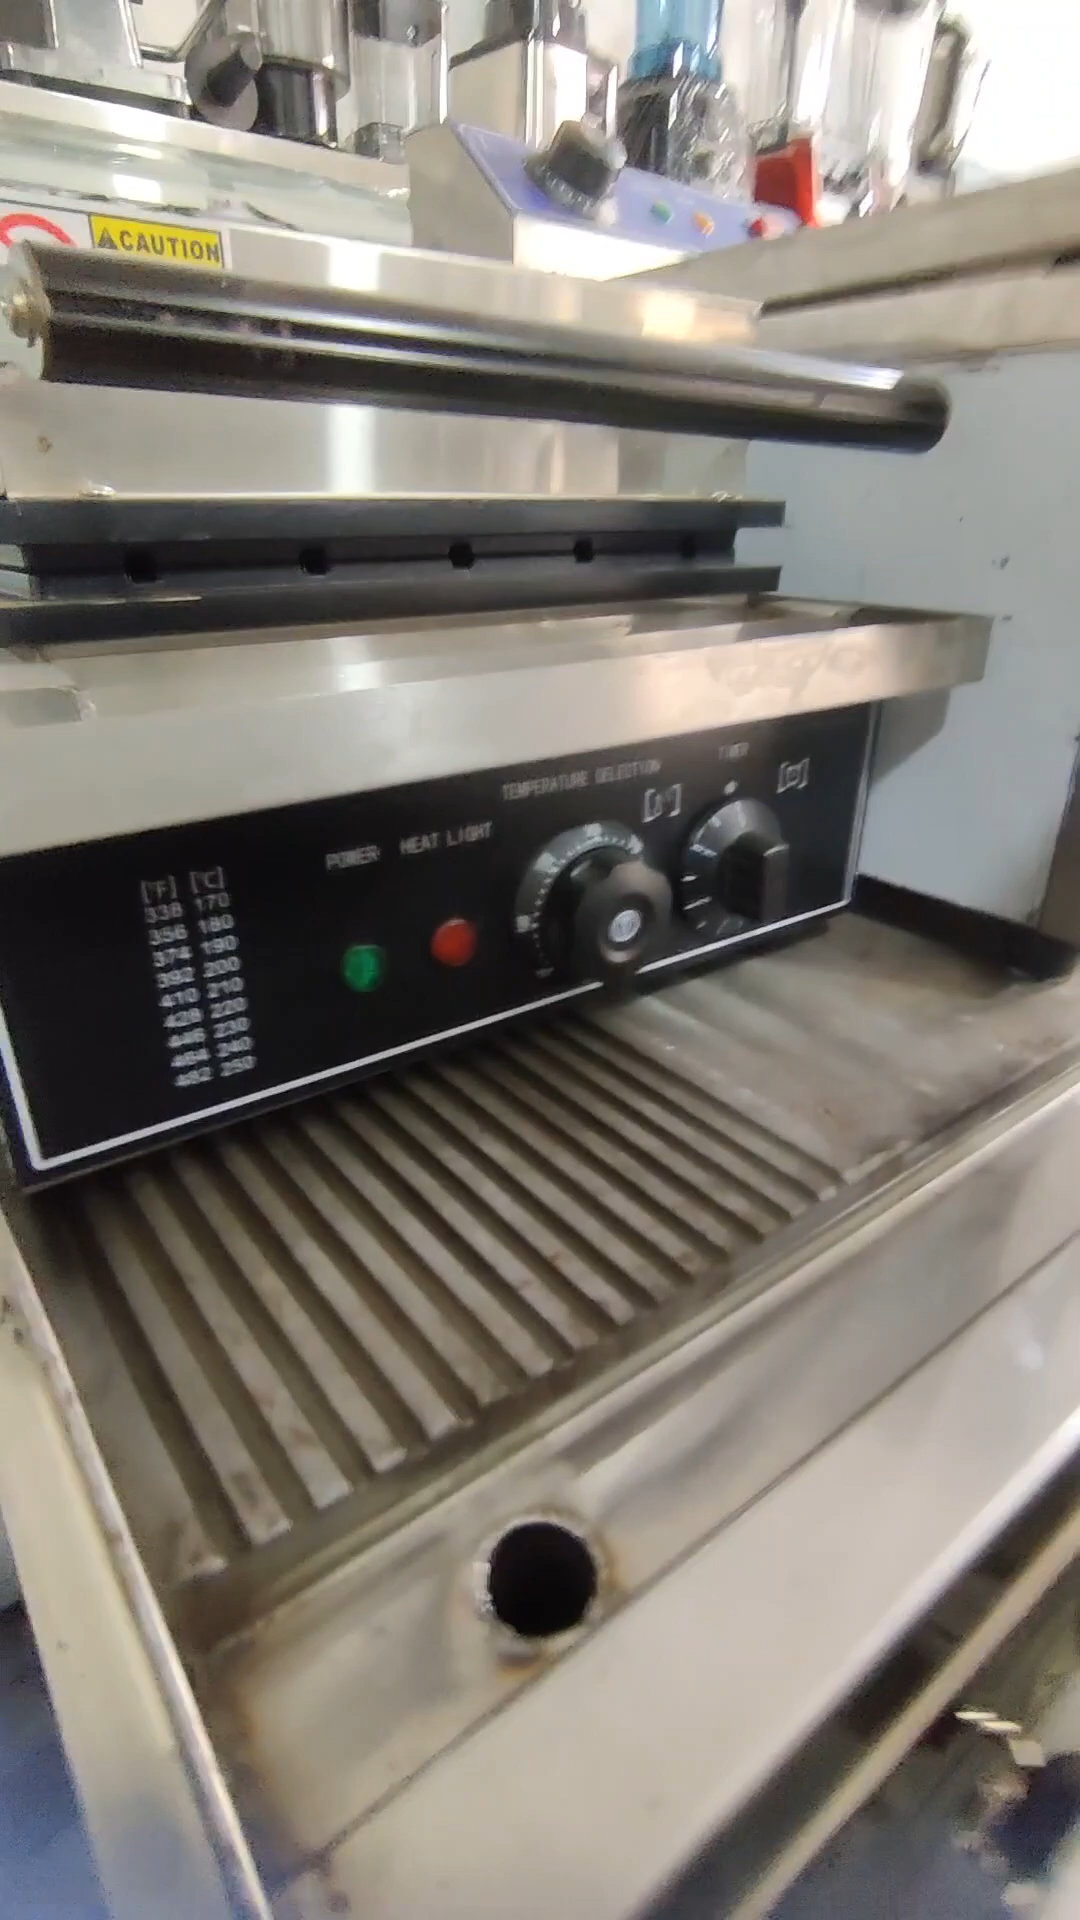 CAUTION
TEMPERATURE SELECTION
TIMER
POWER HEAT LIGHT
[°F] [°C]
338 170
356 180
374 190
392 200
410 210
428 220
446 230
464 240
482 250